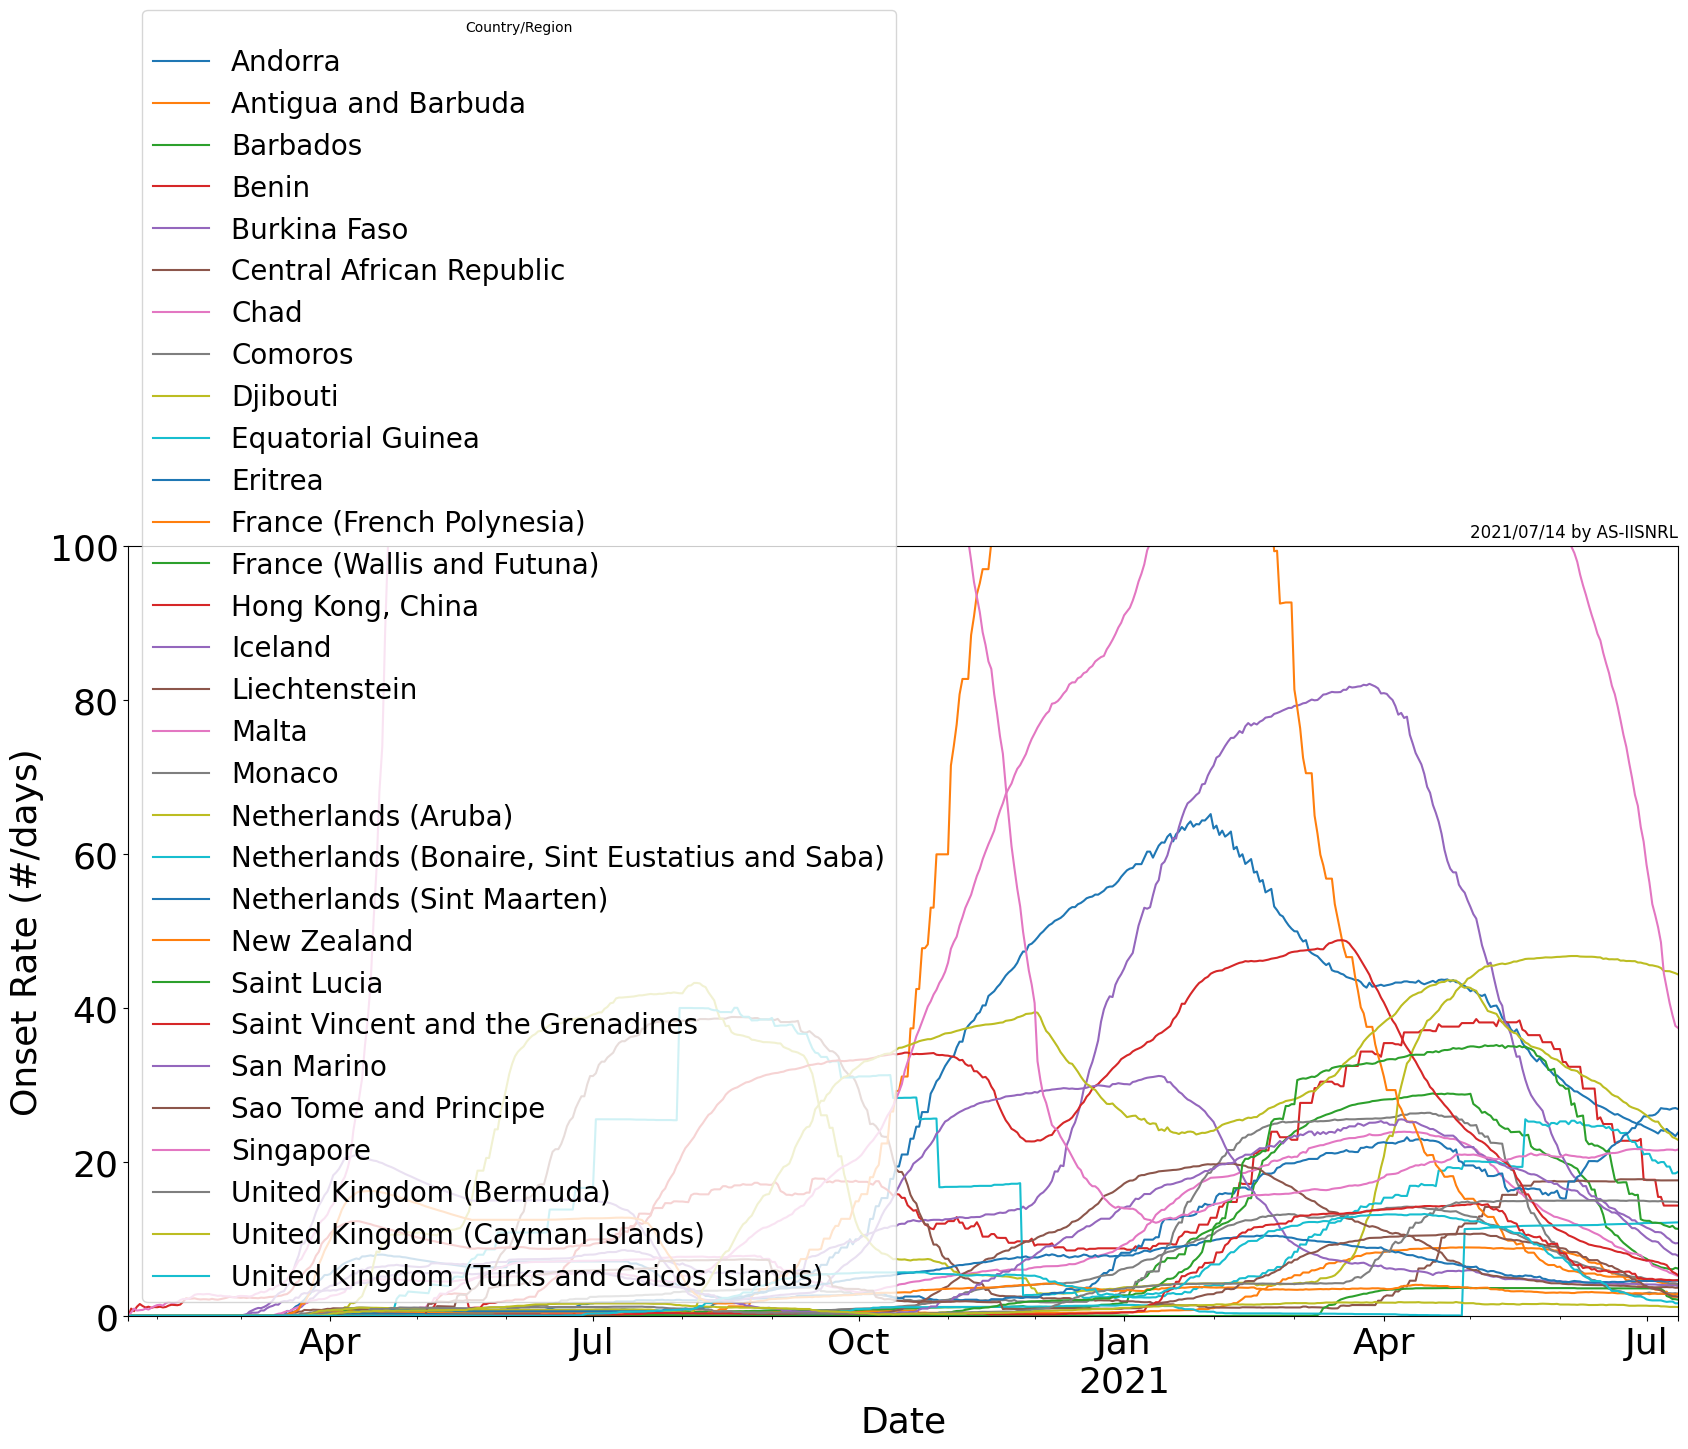 Country/Region
Andorra
Antigua and Barbuda
Barbados
Benin
Burkina Faso
Central African Republic
Chad
Comoros
Djibouti
Equatorial Guinea
Eritrea
France (French Polynesia)
France (Wallis and Futuna)
Hong Kong, China
Iceland
Liechtenstein
Malta
Monaco
Netherlands (Aruba)
Netherlands (Bonaire, Sint Eustatius and Saba)
Netherlands (Sint Maarten)
New Zealand
Saint Lucia
Saint Vincent and the Grenadines
San Marino
Sao Tome and Principe
Singapore
United Kingdom (Bermuda)
United Kingdom (Cayman Islands)
United Kingdom (Turks and Caicos Islands)
2021/07/14 by AS-IISNRL
Onset Rate (#/days)
100
80
60
40
20
0
Apr Jul Oct Jan Apr Jul
2021
Date